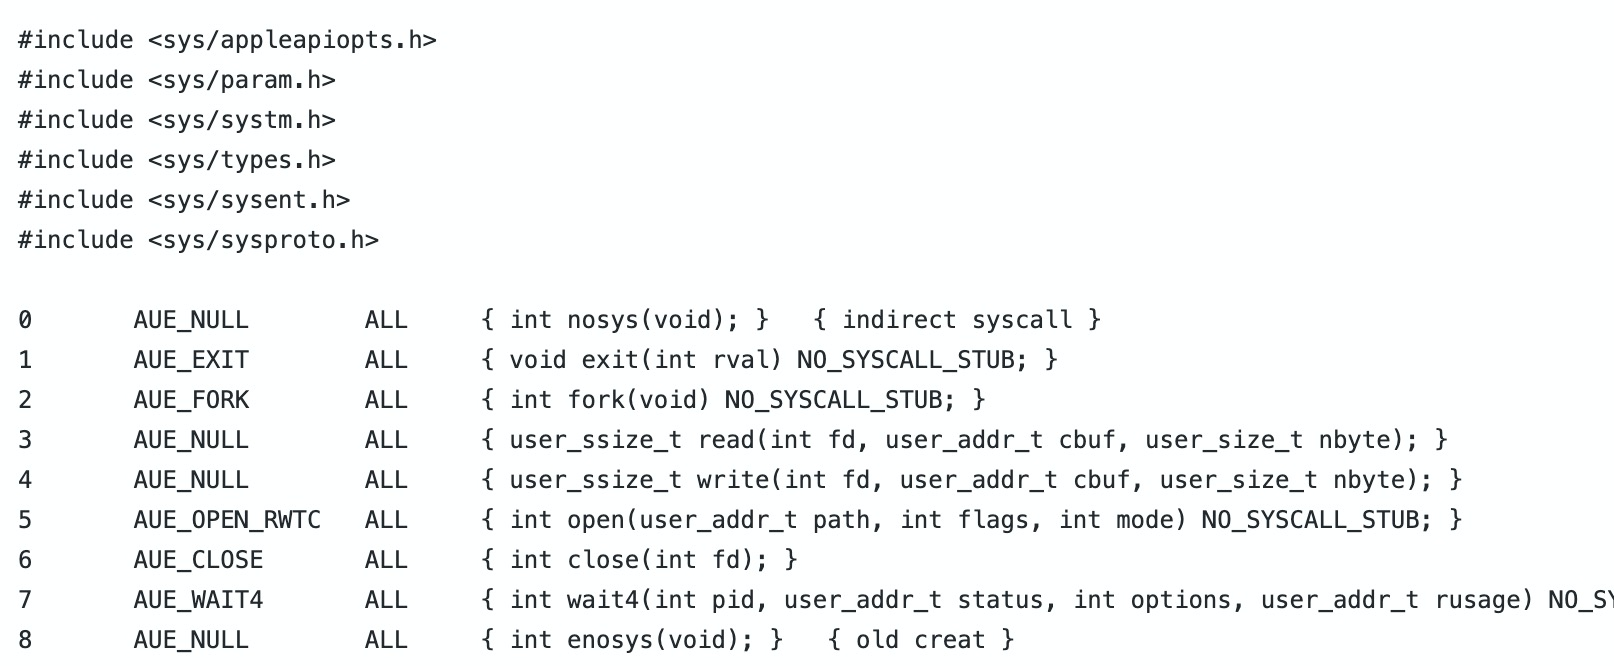 #include <sys/appleapiopts.h>
#include <sys/param.h>
#include <sys/systm.h>
#include <sys/types.h>
#include <sys/sysent.h>
#include <sys/sysproto.h>
0 AUE_NULL ALL { int nosys(void); } { indirect syscall }
1 AUE_EXIT ALL { void exit(int rval) NO_SYSCALL_STUB; }
2 AUE_FORK ALL { int fork(void) NO_SYSCALL_STUB; }
3 AUE_NULL ALL { user_ssize_t read(int fd, user_addr_t cbuf, user_size_t nbyte); }
4 AUE_NULL ALL { user_ssize_t write(int fd, user_addr_t cbuf, user_size_t nbyte); }
5 AUE_OPEN_RWTC ALL { int open(user_addr_t path, int flags, int mode) NO_SYSCALL_STUB; }
6 AUE_CLOSE ALL { int close(int fd); }
7 AUE_WAIT4 ALL { int wait4(int pid, user_addr_t status, int options, user_addr_t rusage)
8 AUE_NULL ALL { int enosys(void); } { old creat }